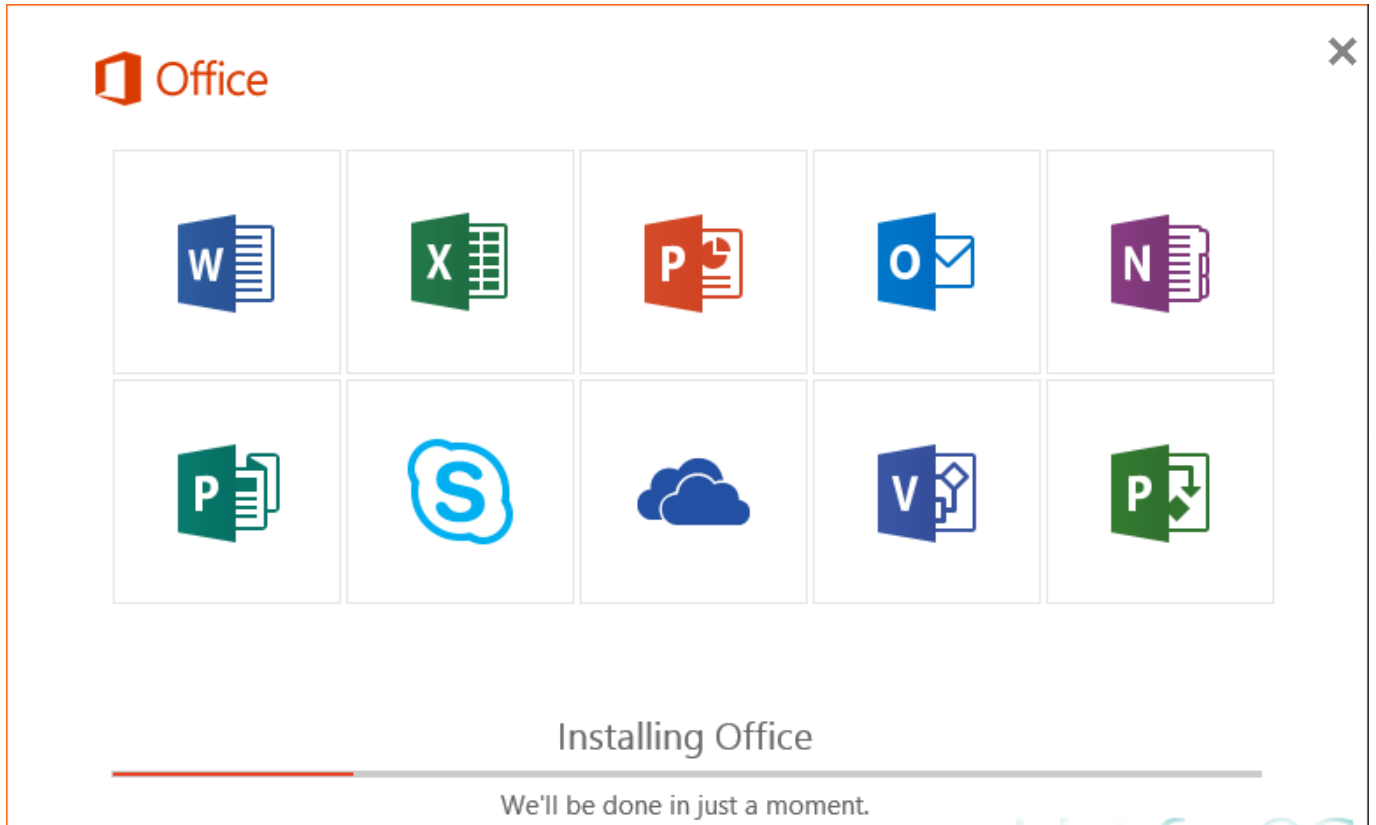 Office
W X P O N
P S V P
Installing Office
We'll be done in just a moment.